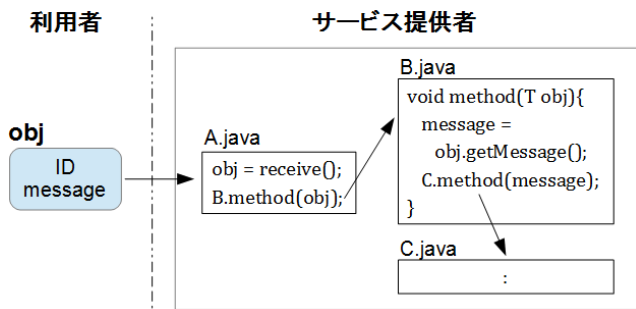 利用者
サービス提供者
obj
ID
message
A.java
obj = receive();
B.method(obj);
B.java
void method(T obj){
message =
obj.getMessage();
C.method(message);
}
C.java
: